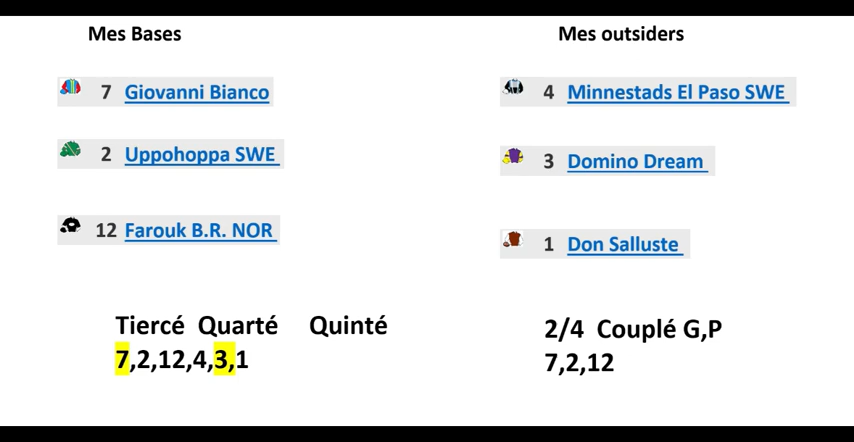 Mes Bases
7 Giovanni Bianco
2 Uppohoppa SWE
12 Farouk B.R. NOR
Tiercé Quarté Quinté
7,2,12,4,3,1
Mes outsiders
4 Minnestads El Paso SWE
3 Domino Dream
1 Don Salluste
2/4 Couplé G,P
7,2,12